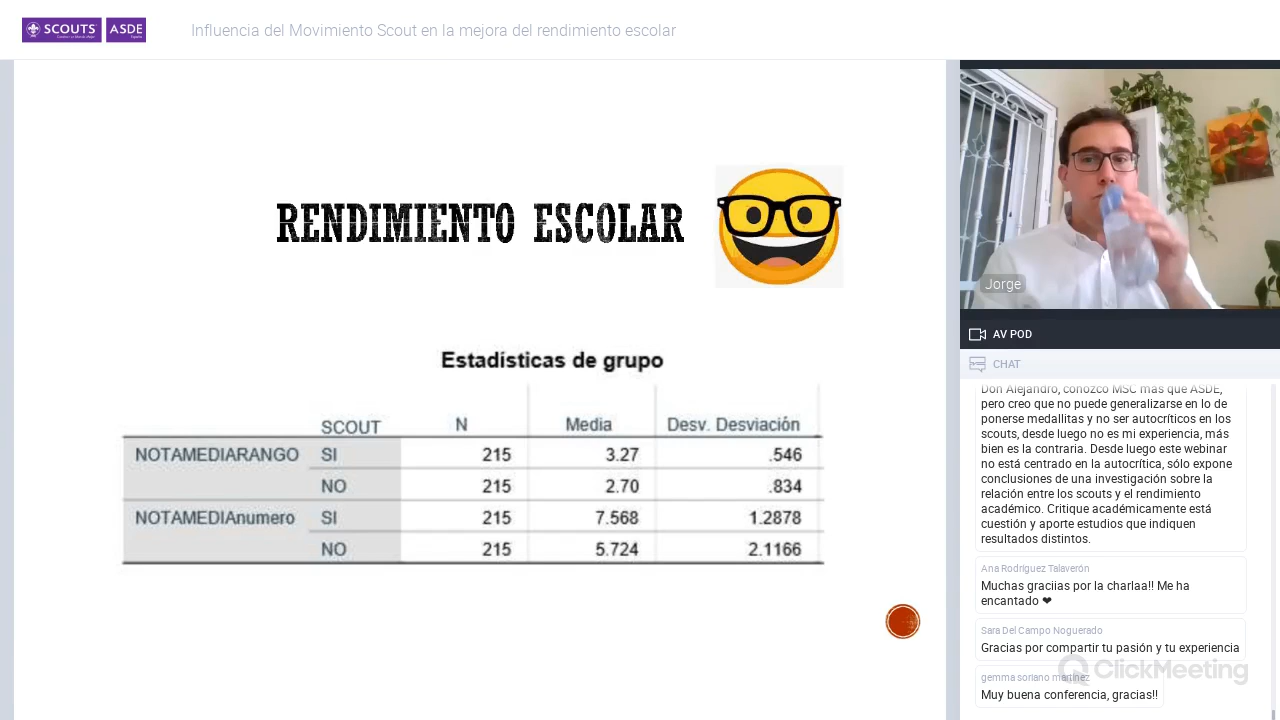 SCOUTS ASDE
Influencia del Movimiento Scout en la mejora del rendimiento escolar
RENDIMIENTO ESCOLAR
Estadísticas de grupo
SCOUT N Media Desv. Desviación
NOTAMEDIARANGO SI 215 3.27 .546
NO 215 2.70 .834
NOTAMEDIAnumero SI 215 7.568 1.2878
NO 215 5.724 2.1166
Jorge
AV POD
CHAT
Don Alejandro, conozco MSC más que ASDE,
pero creo que no puede generalizarse en lo de
ponerse medallitas y no ser autocríticos en los
scouts, desde luego no es mi experiencia, más
bien es la contraria. Desde luego este webinar
no está centrado en la autocrítica, sólo expone
conclusiones de una investigación sobre la
relación entre los scouts y el rendimiento
académico. Critique académicamente está
cuestión y aporte estudios que indiquen
resultados distintos.
Ana Rodríguez Talaverón
Muchas graciias por la charlaa!! Me ha
encantado ❤
Sara Del Campo Noguerado
Gracias por compartir tu pasión y tu experiencia
ClickMeeting
gemma soriano martínez
Muy buena conferencia, gracias!!